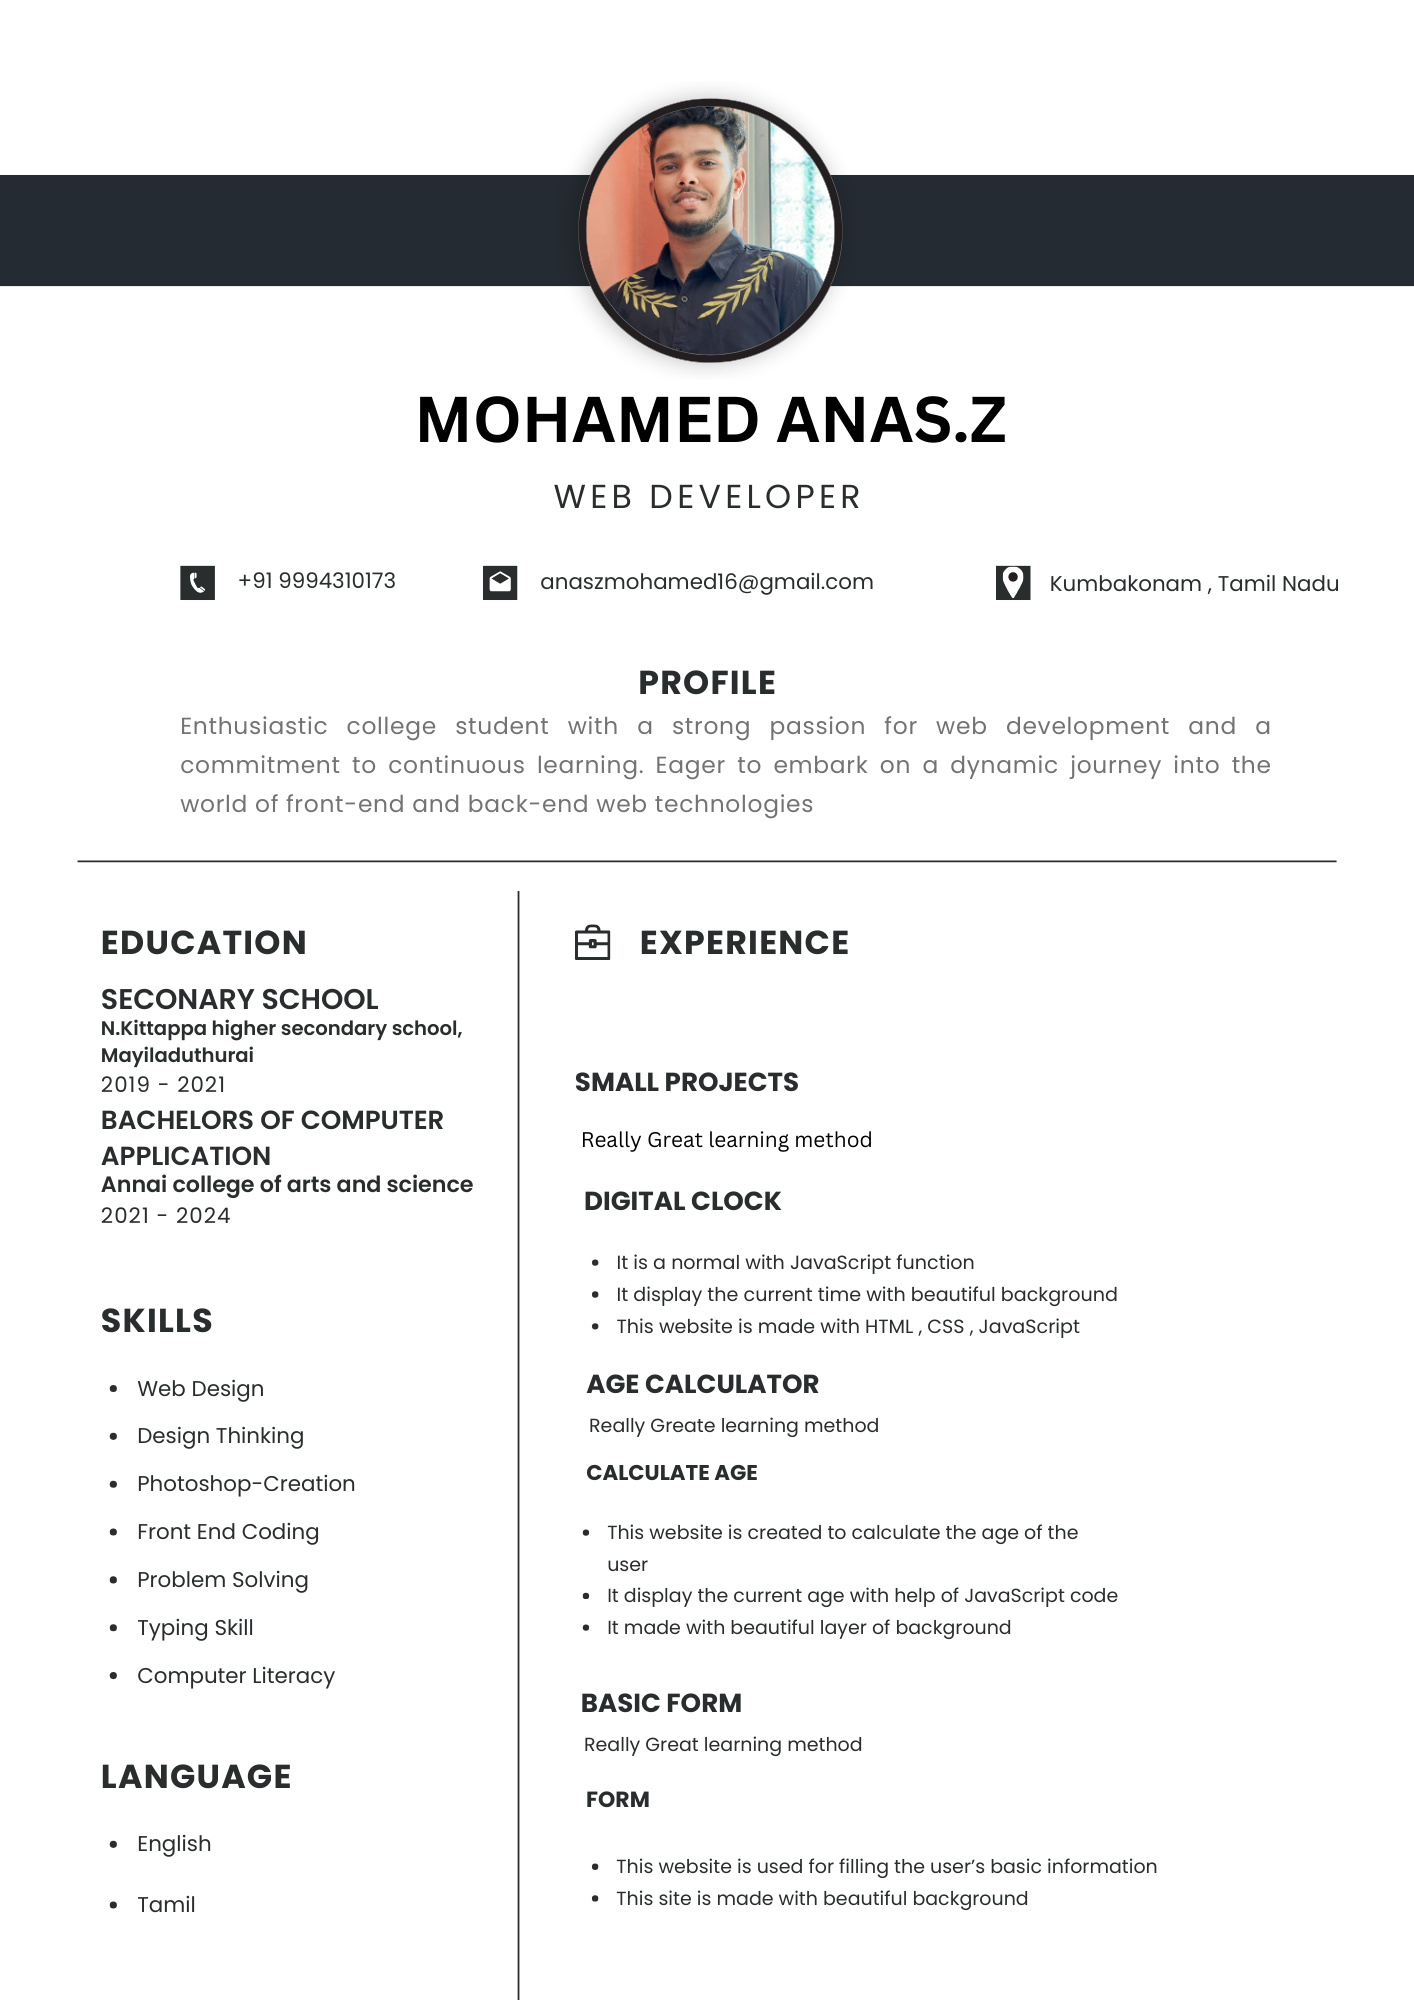 MOHAMED ANAS.Z
WEB DEVELOPER
+91 9994310173
anaszmohamed16@gmail.com
Kumbakonam , Tamil Nadu
PROFILE
Enthusiastic college student with a strong passion for web development and a
commitment to continuous learning. Eager to embark on a dynamic journey into the
world of front-end and back-end web technologies
EDUCATION
SECONARY SCHOOL
N.Kittappa higher secondary school,
Mayiladuthurai
2019 - 2021
BACHELORS OF COMPUTER
APPLICATION
Annai college of arts and science
2021 - 2024
SKILLS
• Web Design
• Design Thinking
• Photoshop-Creation
• Front End Coding
• Problem Solving
• Typing Skill
• Computer Literacy
LANGUAGE
• English
• Tamil
EXPERIENCE
SMALL PROJECTS
Really Great learning method
DIGITAL CLOCK
• It is a normal with JavaScript function
• It display the current time with beautiful background
• This website is made with HTML , CSS , JavaScript
AGE CALCULATOR
Really Greate learning method
CALCULATE AGE
• This website is created to calculate the age of the
user
• It display the current age with help of JavaScript code
• It made with beautiful layer of background
BASIC FORM
Really Great learning method
FORM
• This website is used for filling the user's basic information
• This site is made with beautiful background